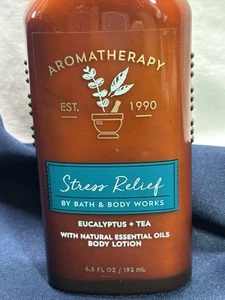 AROMATHERAPY
EST. 1990
Stress Relief
BY BATH & BODY WORKS
EUCALYPTUS + TEA
WITH NATURAL ESSENTIAL OILS
BODY LOTION
6.5 FL OZ / 192 mL